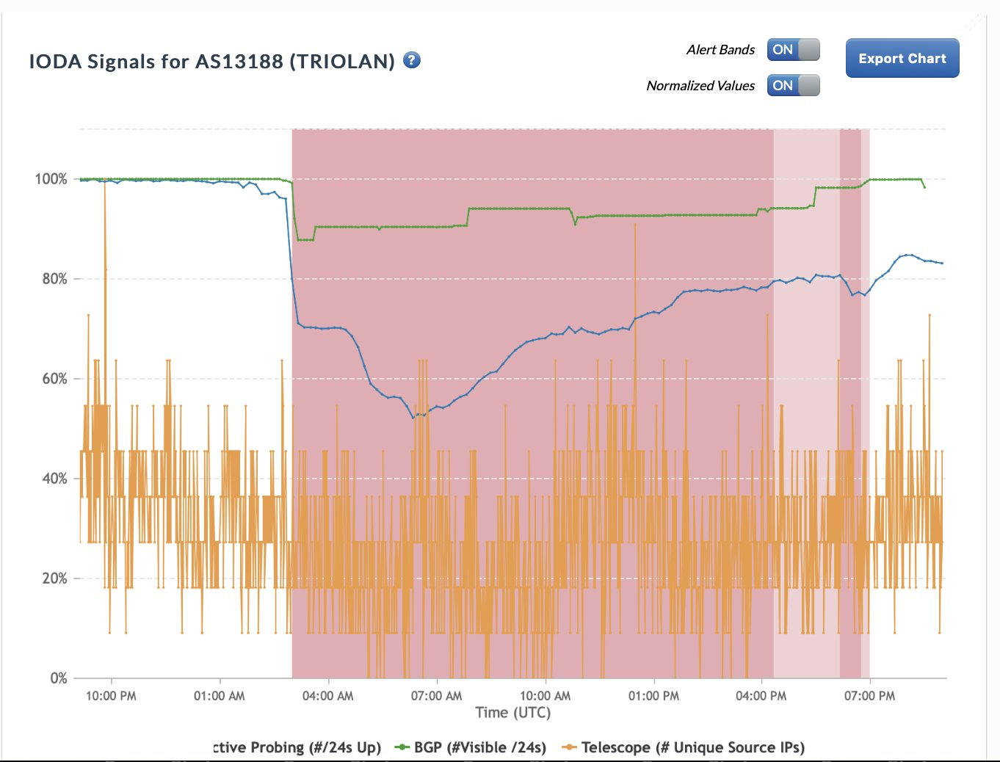 IODA Signals for AS13188 (TRIOLAN) ?
Alert Bands ON
Normalized Values ON
Export Chart
100%
80%
60%
40%
20%
0%
10:00 PM 01:00 AM 04:00 AM 07:00 AM 10:00 AM 01:00 PM 04:00 PM 07:00 PM
Time (UTC)
ctive Probing (#/24s Up) BGP (#Visible /24s) Telescope (# Unique Source IPs)